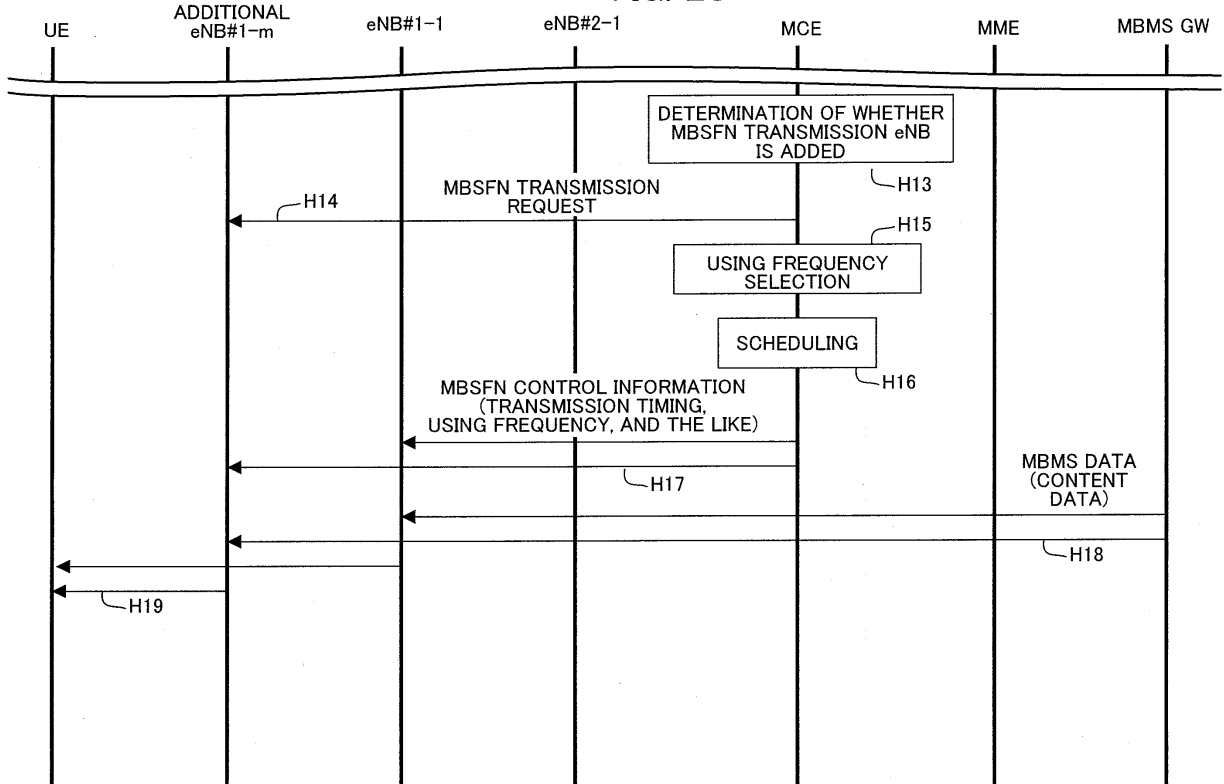 UE
ADDITIONAL
eNB#1-m
eNB#1-1
eNB#2-1
MCE
MME
MBMS GW
DETERMINATION OF WHETHER
MBSFN TRANSMISSION eNB
IS ADDED
H13
MBSFN TRANSMISSION
REQUEST
H14
H15
USING FREQUENCY
SELECTION
SCHEDULING
H16
MBSFN CONTROL INFORMATION
(TRANSMISSION TIMING,
USING FREQUENCY, AND THE LIKE)
H17
MBMS DATA
(CONTENT
DATA)
H18
H19